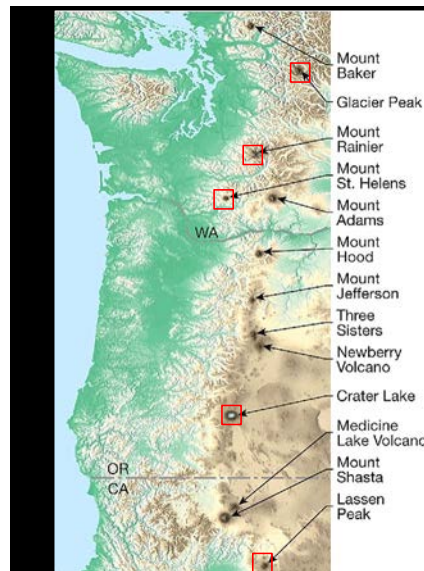 Mount
Baker
Glacier Peak
Mount
Rainier
Mount
St. Helens
Mount
Adams
WA
Mount
Hood
Mount
Jefferson
Three
Sisters
Newberry
Volcano
Crater Lake
Medicine
Lake Volcano
OR
CA
Mount
Shasta
Lassen
Peak